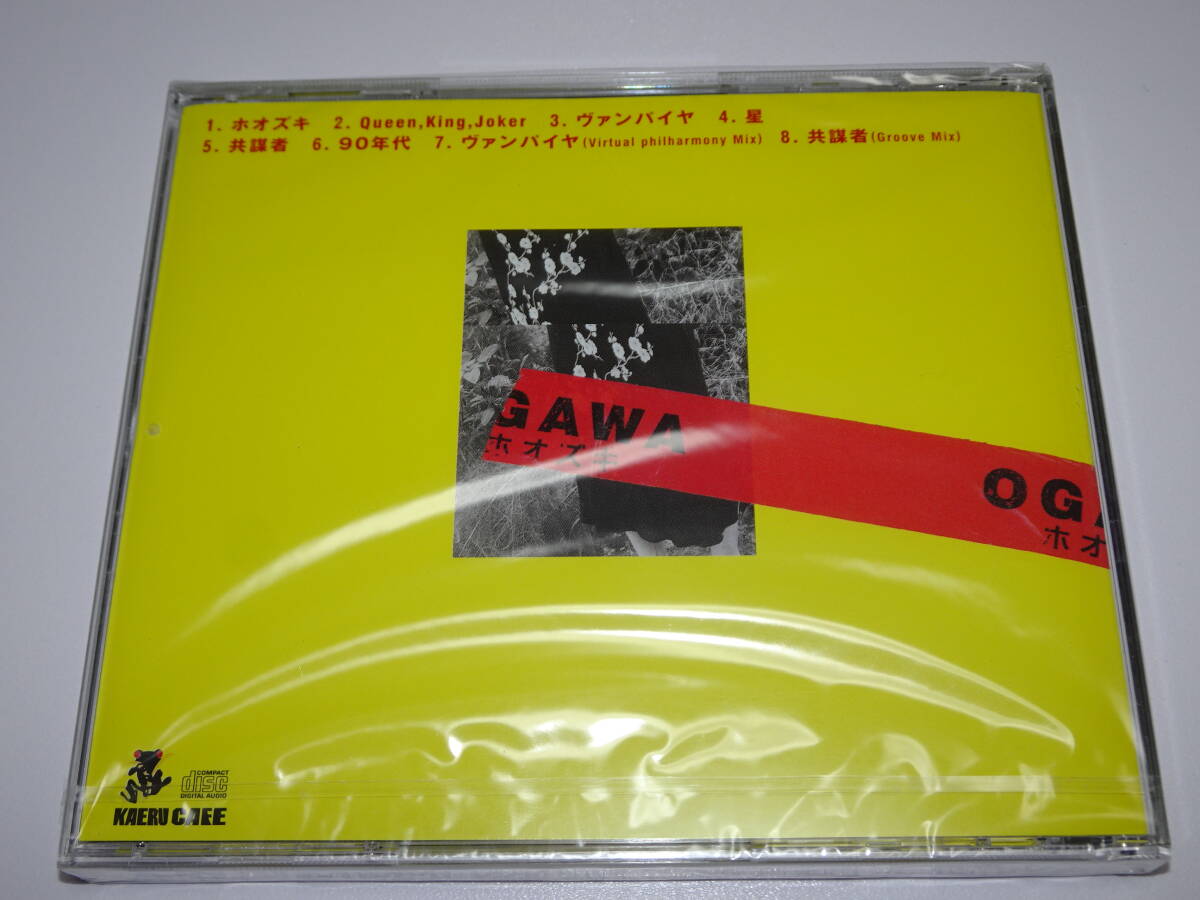 1. ホオズキ 2. Queen,King,Joker 3. ヴァンパイヤ 4. 星
5. 共謀者 6. 90年代 7. ヴァンパイヤ(Virtual philharmony Mix) 8. 共謀者(Groove Mix)
GAWA
ホオズキ
OGA
ホオ
COMPACT
disc
DIGITAL AUDIO
KAERU CAEE